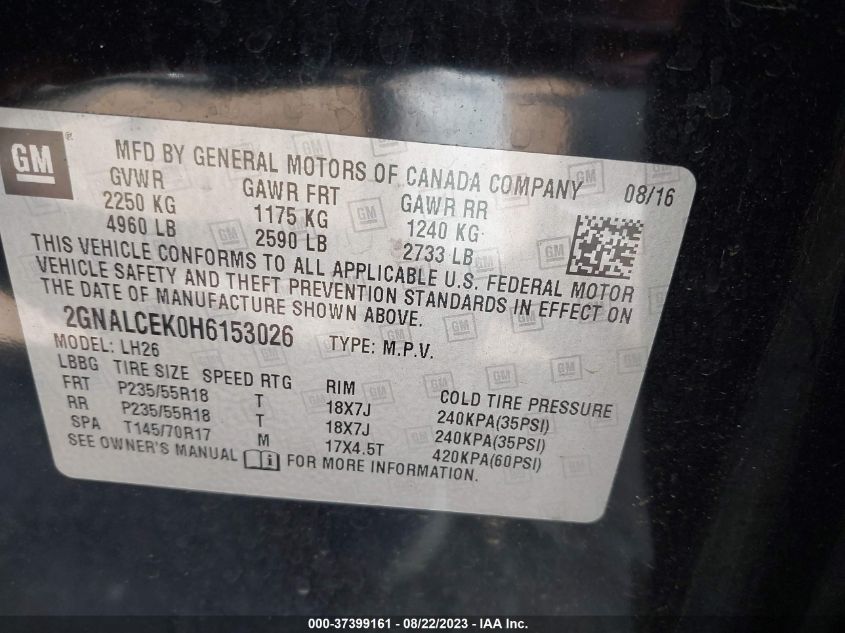 GM ® MFD BY GENERAL MOTORS OF CANADA COMPANY 08/16
GVWR GAWR FRT GAWR RR
2250 KG 1175 KG 1240 KG
4960 LB 2590 LB 2733 LB
THIS VEHICLE CONFORMS TO ALL APPLICABLE U.S. FEDERAL MOTOR
VEHICLE SAFETY AND THEFT PREVENTION STANDARDS IN EFFECT ON
THE DATE OF MANUFACTURE SHOWN ABOVE.
2GNALCEK0H6153026 TYPE: M.P.V.
MODEL: LH26
LBBG TIRE SIZE SPEED RTG RIM COLD TIRE PRESSURE
FRT P235/55R18 T 18X7J 240KPA(35PSI)
RR P235/55R18 T 18X7J 240KPA(35PSI)
SPA T145/70R17 M 17X4.5T 420KPA(60PSI)
SEE OWNER'S MANUAL FOR MORE INFORMATION.
000-37399161 - 08/22/2023 - IAA Inc.